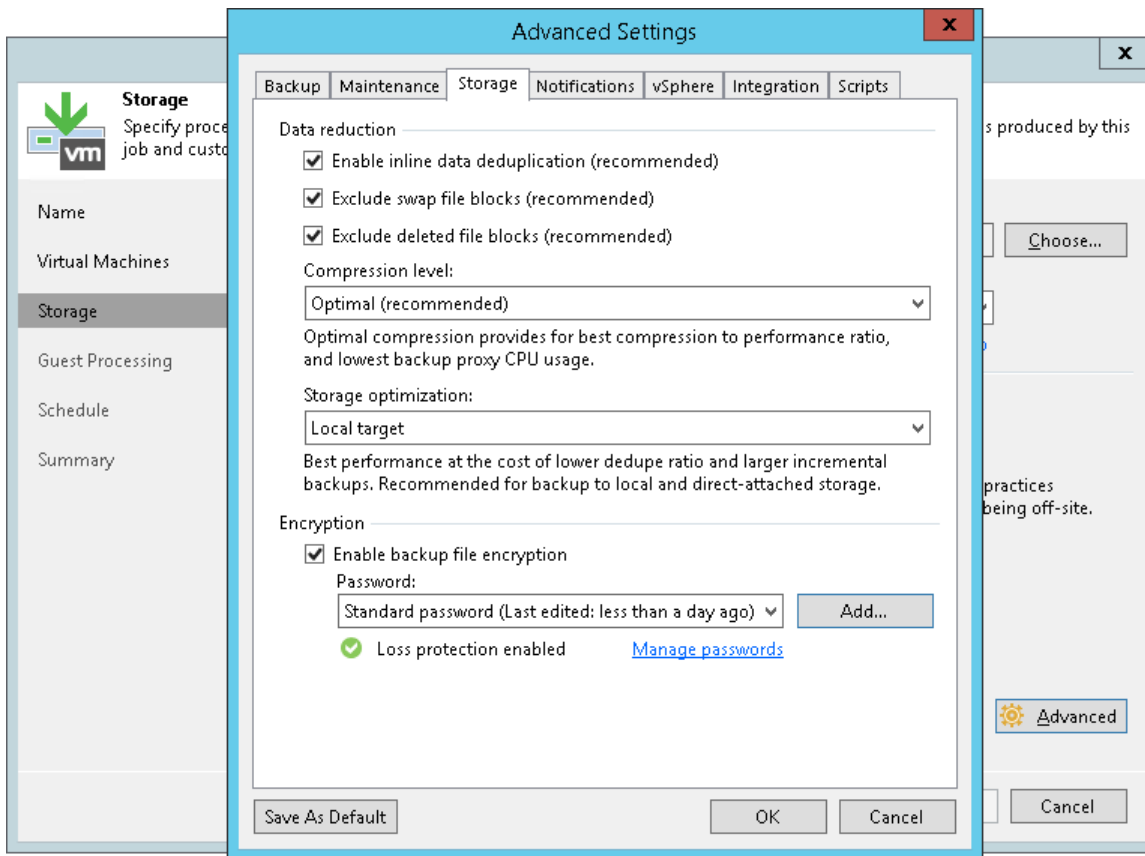 Advanced Settings
x
x
Backup
Maintenance
Storage
Notifications
vSphere
Integration
Scripts
Storage
Specify proce
job and custo
s produced by this
vm
Name
Virtual Machines
Storage
Guest Processing
Schedule
Summary
Data reduction
Enable inline data deduplication (recommended)
Exclude swap file blocks (recommended)
Exclude deleted file blocks (recommended)
Compression level:
Optimal (recommended)
Optimal compression provides for best compression to performance ratio,
and lowest backup proxy CPU usage.
Storage optimization:
Local target
Best performance at the cost of lower dedupe ratio and larger incremental
backups. Recommended for backup to local and direct-attached storage.
Encryption
Enable backup file encryption
Password:
Standard password (Last edited: less than a day ago)
Add...
Loss protection enabled
Manage passwords
Choose...
practices
being off-site.
Advanced
Save As Default
OK
Cancel
Cancel